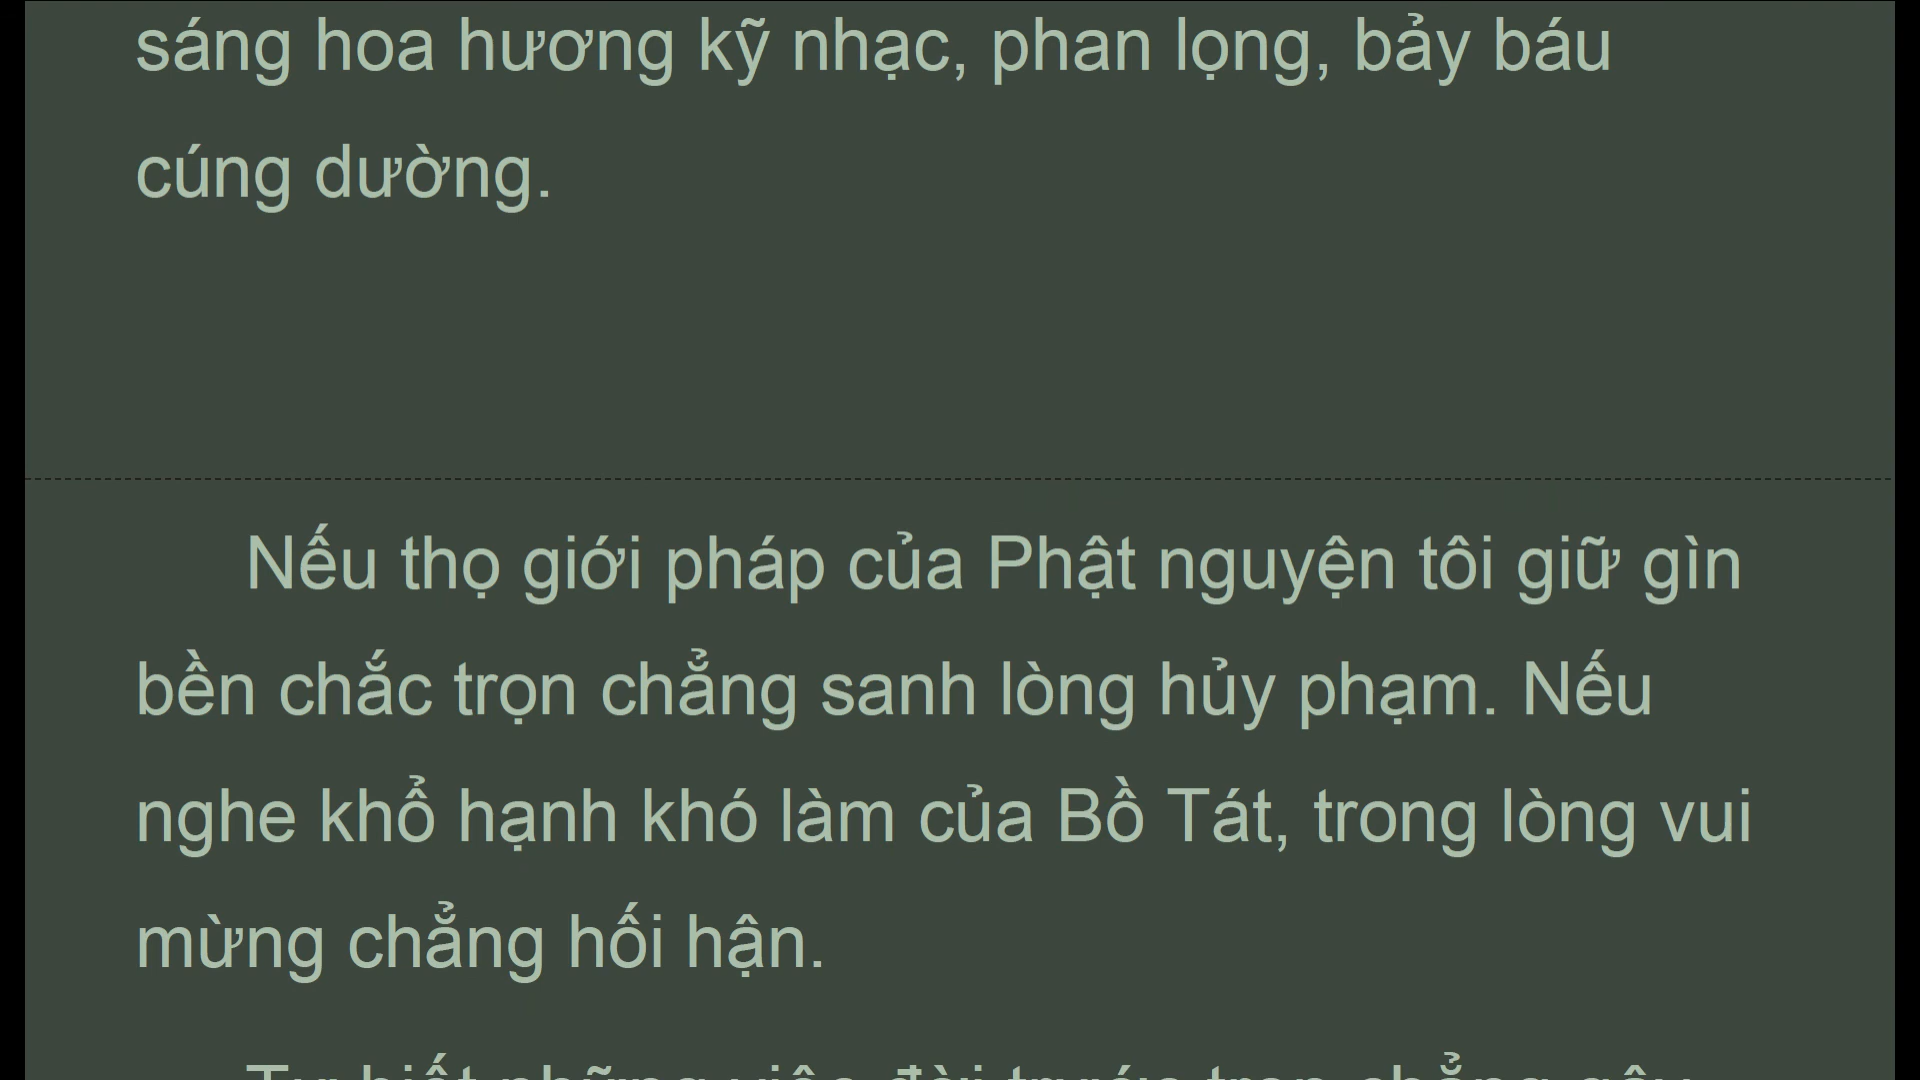 sáng hoa hương kỹ nhạc, phan lọng, bảy báu
cúng dường.
Nếu thọ giới pháp của Phật nguyện tôi giữ gìn
bền chắc trọn chẳng sanh lòng hủy phạm. Nếu
nghe khổ hạnh khó làm của Bồ Tát, trong lòng vui
mừng chẳng hối hận.